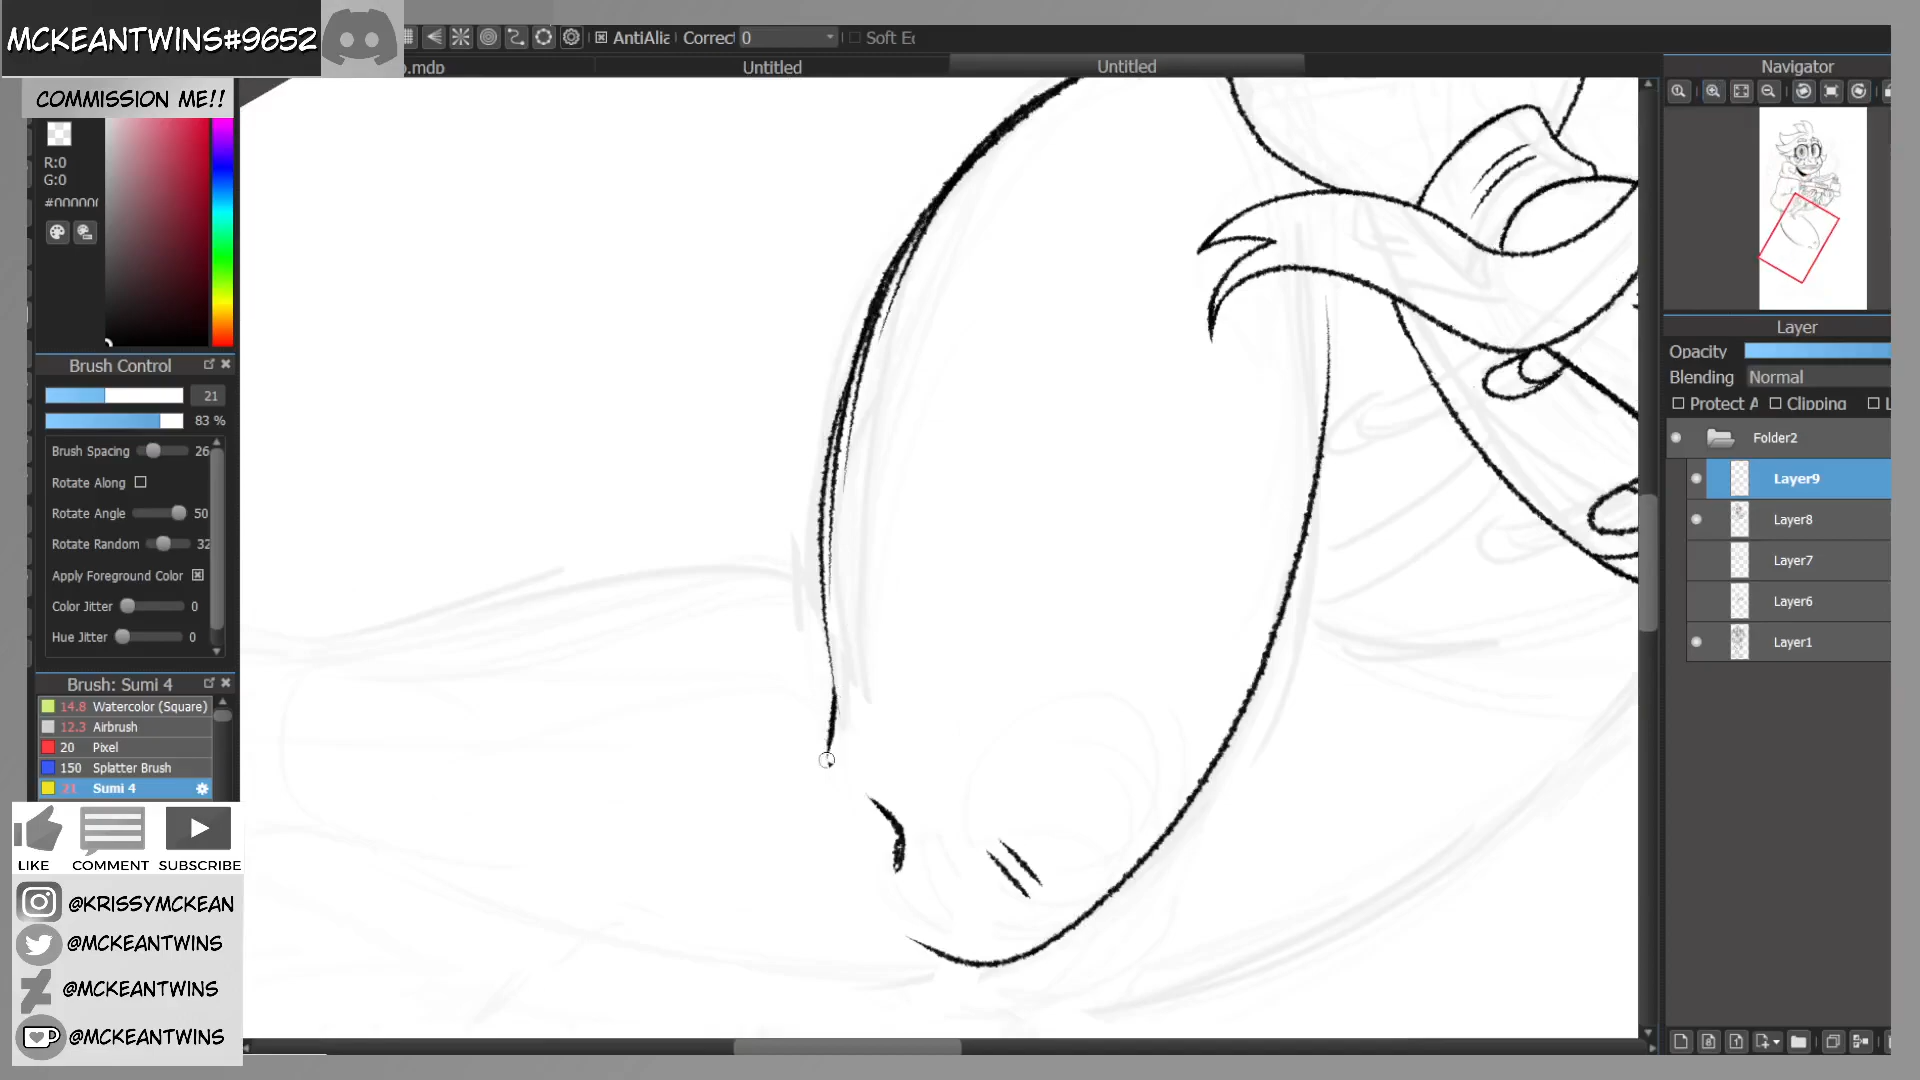 MCKEANTWINS#9652
COMMISSION ME!!
AntiAlia
Correct
0
Soft Ec
.mdp
Untitled
Untitled
R:0
G:0
#000000
Brush Control
21
83 %
Brush Spacing
26
Rotate Along
Rotate Angle
50
Rotate Random
32
Apply Foreground Color
Color Jitter
0
Hue Jitter
0
Brush: Sumi 4
14.8 Watercolor (Square)
12.3 Airbrush
20 Pixel
150 Splatter Brush
21 Sumi 4
LIKE
COMMENT
SUBSCRIBE
@KRISSYMCKEAN
@MCKEANTWINS
@MCKEANTWINS
@MCKEANTWINS
Navigator
Layer
Opacity
Blending
Normal
Protect A
Clipping
L
Folder2
Layer9
Layer8
Layer7
Layer6
Layer1